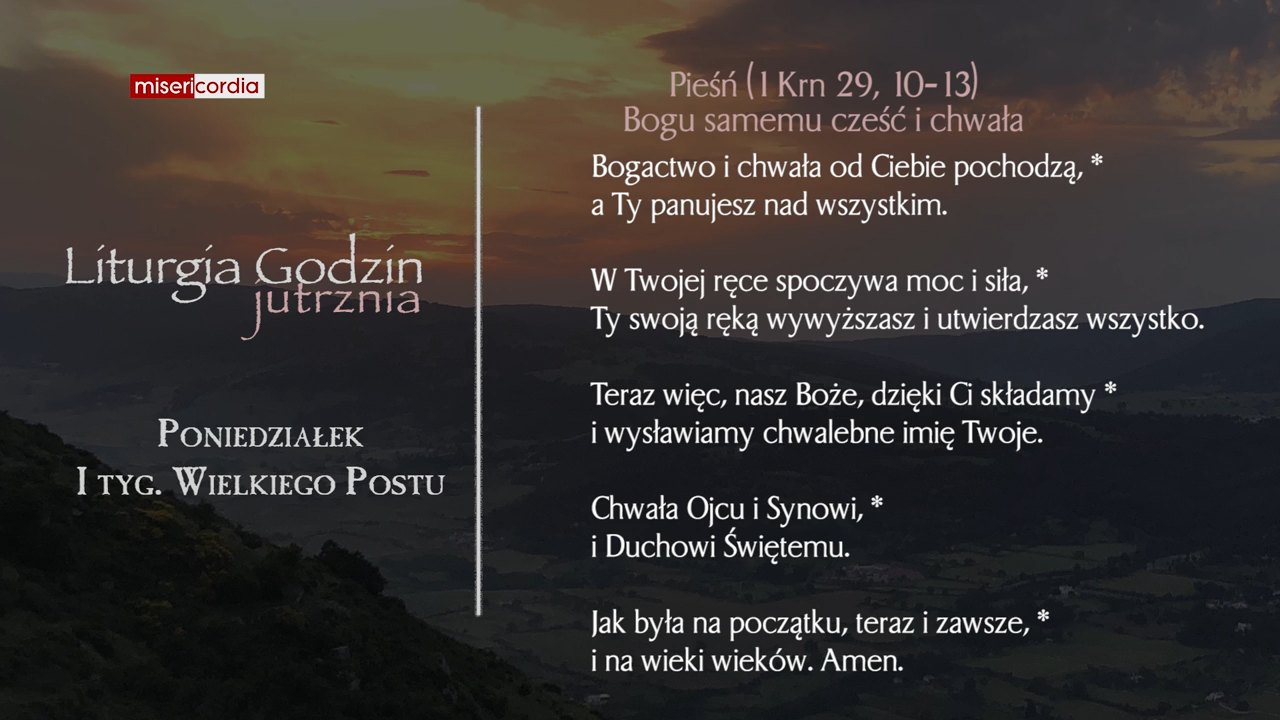 misericordia
Liturgia Godzin
jutrznia
Poniedziałek
I tyg. Wielkiego Postu
Pieśń (1 Krn 29, 10-13)
Bogu samemu cześć i chwała
Bogactwo i chwała od Ciebie pochodzą, *
a Ty panujesz nad wszystkim.
W Twojej ręce spoczywa moc i siła, *
Ty swoją ręką wywyższasz i utwierdzasz wszystko.
Teraz więc, nasz Boże, dzięki Ci składamy *
i wysławiamy chwalebne imię Twoje.
Chwała Ojcu i Synowi, *
i Duchowi Świętemu.
Jak była na początku, teraz i zawsze, *
i na wieki wieków. Amen.